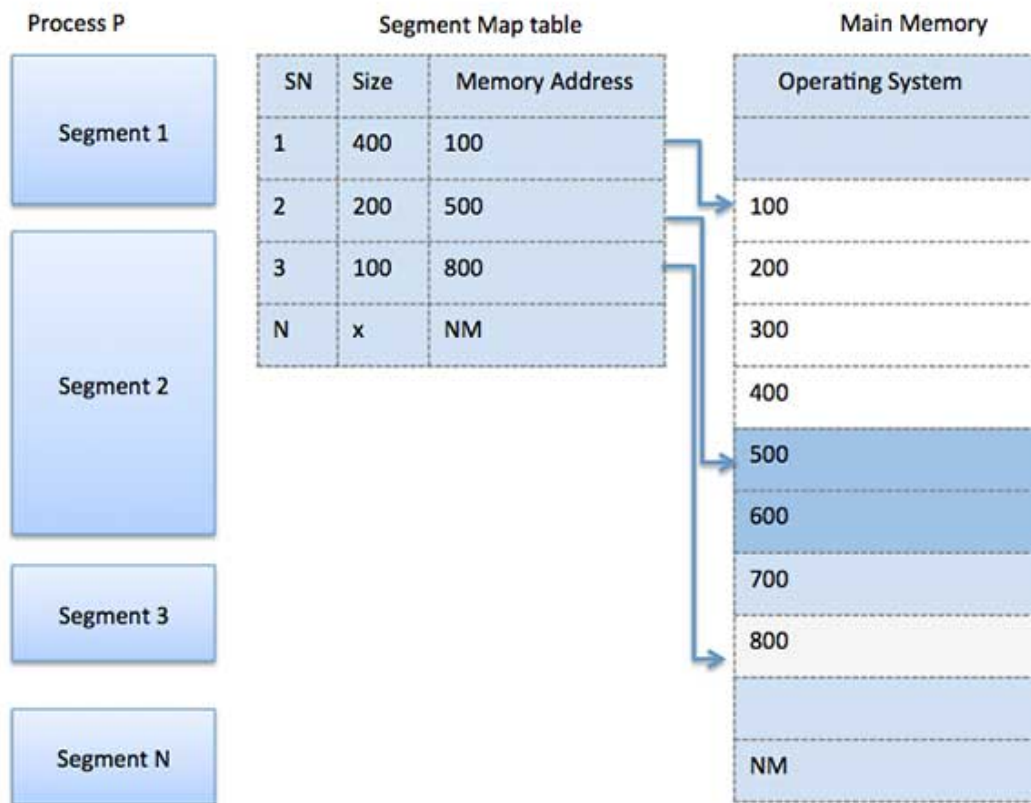 Process P
Segment Map table
Main Memory
Segment 1
Segment 2
Segment 3
Segment N
SN Size Memory Address
1 400 100
2 200 500
3 100 800
N x NM
Operating System
100
200
300
400
500
600
700
800
NM